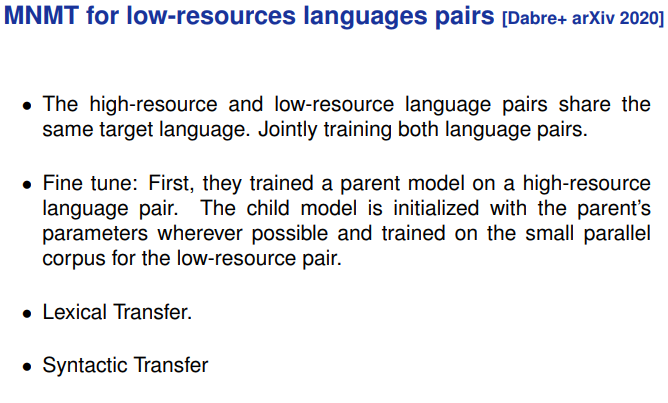 MNMT for low-resources languages pairs [Dabre+ arXiv 2020]
• The high-resource and low-resource language pairs share the
same target language. Jointly training both language pairs.
• Fine tune: First, they trained a parent model on a high-resource
language pair. The child model is initialized with the parent's
parameters wherever possible and trained on the small parallel
corpus for the low-resource pair.
• Lexical Transfer.
• Syntactic Transfer